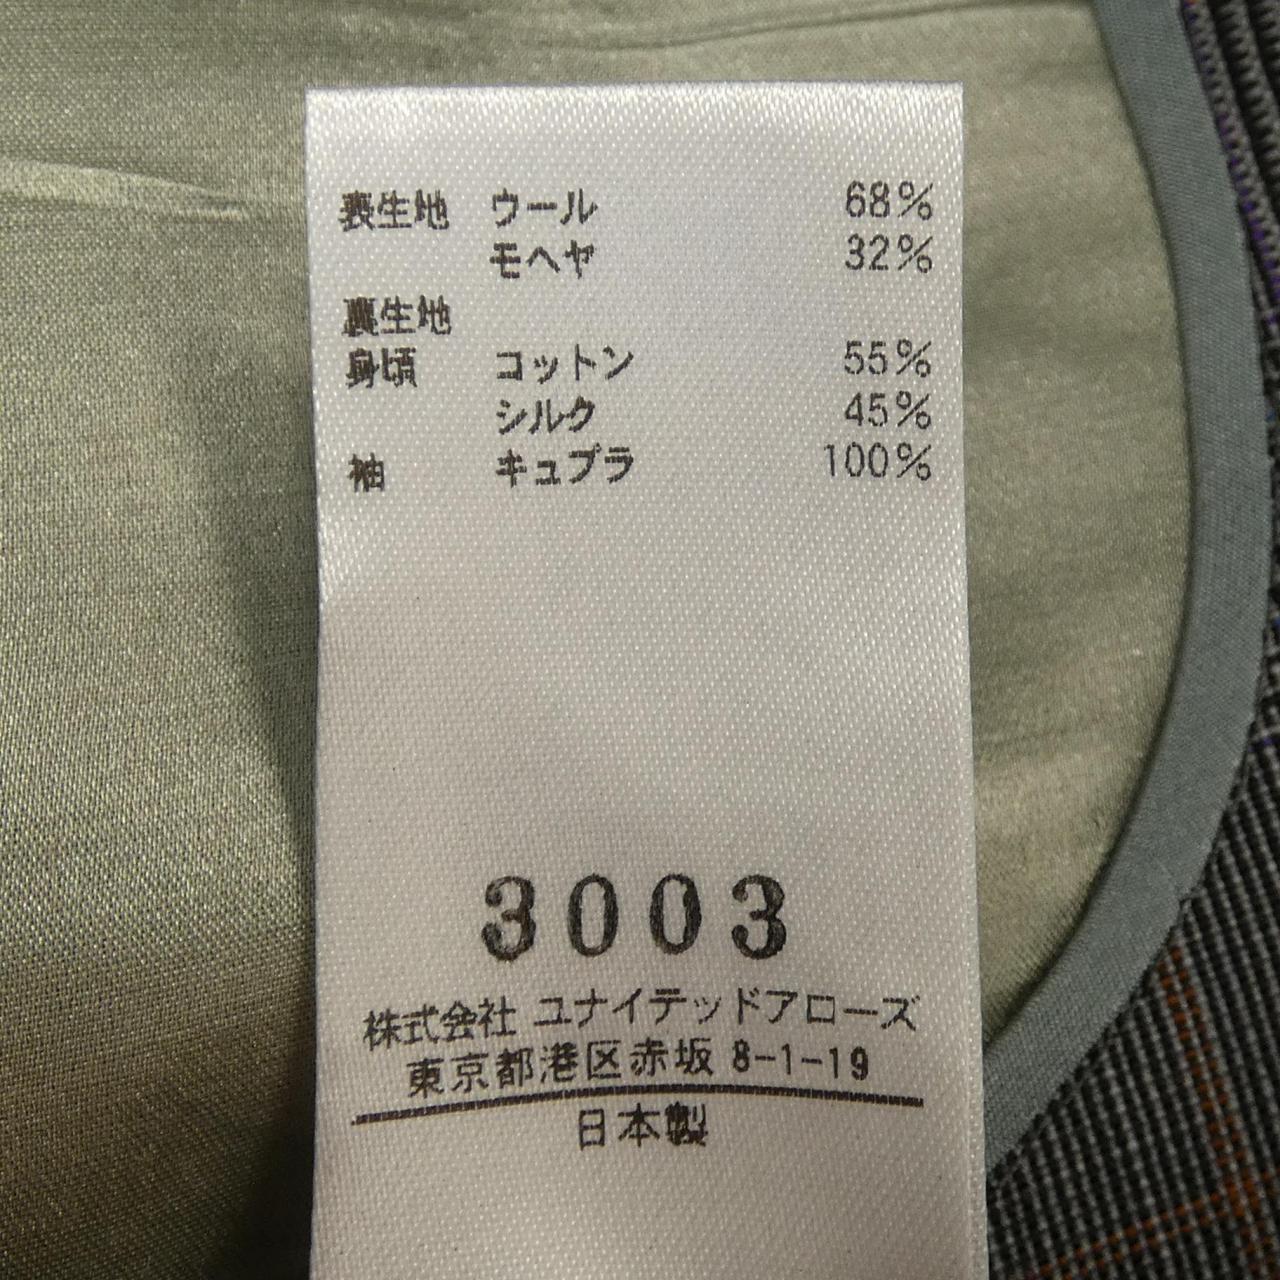 表生地 ウール 68%
モヘヤ 32%
裏生地
身頃 コットン 55%
シルク 45%
袖 キュプラ 100%
3003
株式会社 ユナイテッドアローズ
東京都港区赤坂 8-1-19
日本製